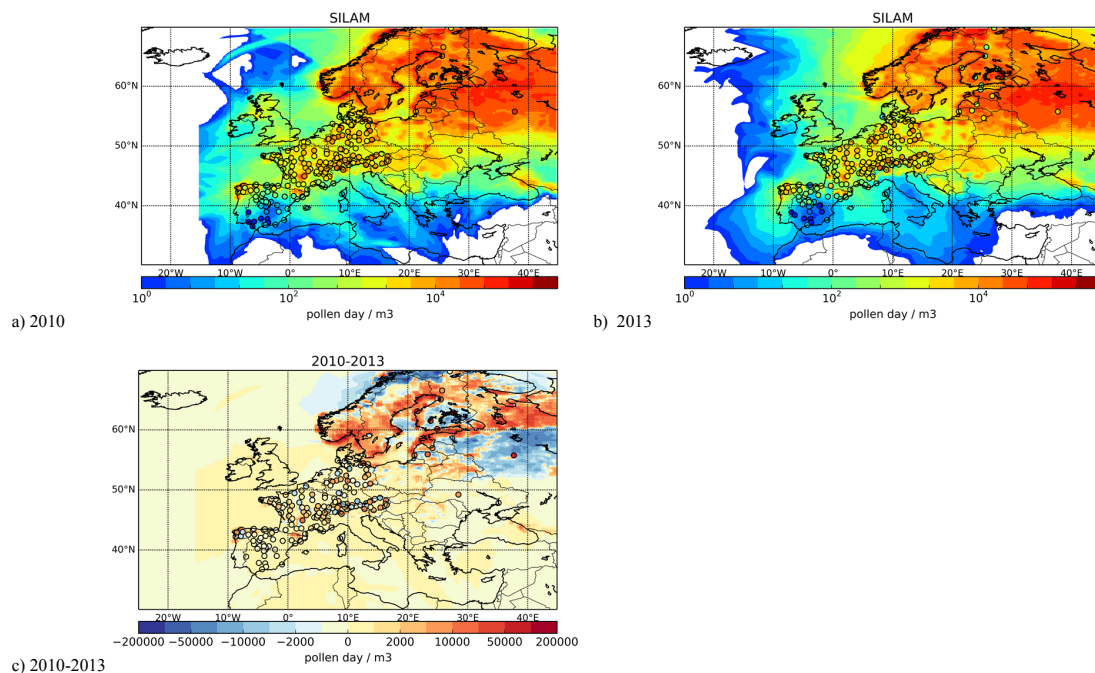 SILAM
60°N
50°N
40°N
20°W 10°W 0° 10°E 20°E 30°E 40°E
10^0 10^2 10^4
pollen day / m3
a) 2010
SILAM
60°N
50°N
40°N
20°W 10°W 0° 10°E 20°E 30°E 40°E
10^0 10^2 10^4
pollen day / m3
b) 2013
2010-2013
60°N
50°N
40°N
20°W 10°W 0° 10°E 20°E 30°E 40°E
−200000 −50000 −10000 −2000 0 2000 10000 50000 200000
pollen day / m3
c) 2010-2013